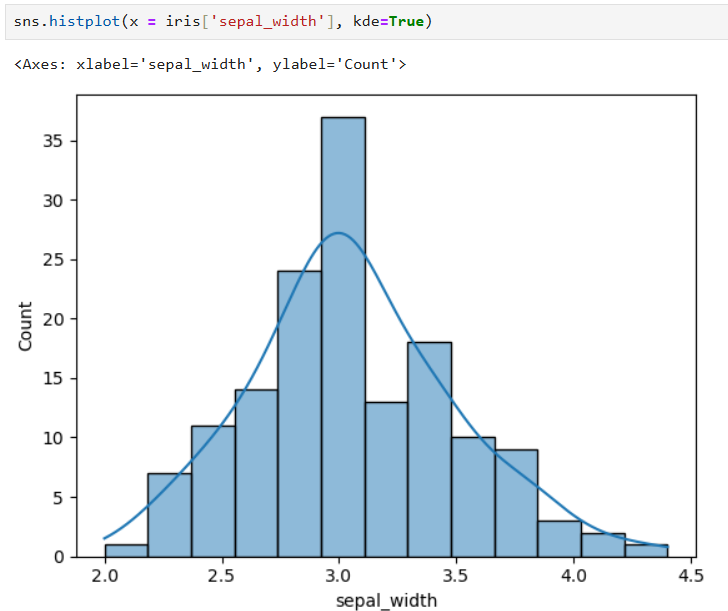 sns.histplot(x = iris['sepal_width'], kde=True)
<Axes: xlabel='sepal_width', ylabel='Count'>
35
30
25
20
15
10
5
0
Count
2.0 2.5 3.0 3.5 4.0 4.5
sepal_width